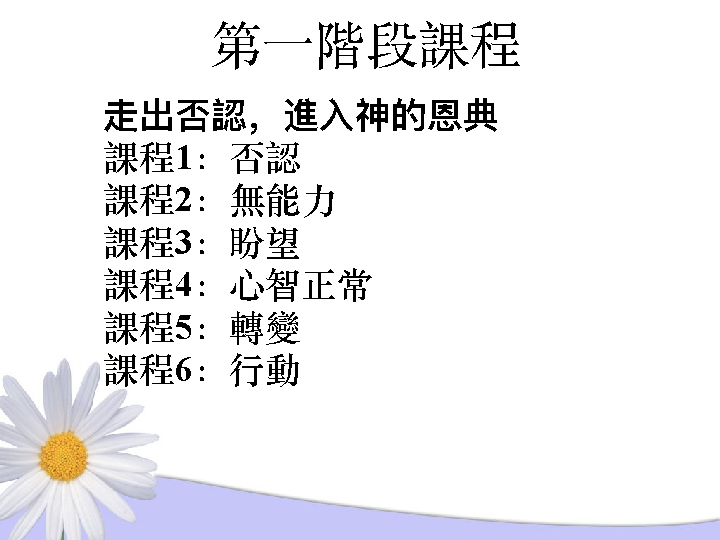 第一階段課程
走出否認，進入神的恩典
課程1：否認
課程2：無能力
課程3：盼望
課程4：心智正常
課程5：轉變
課程6：行動